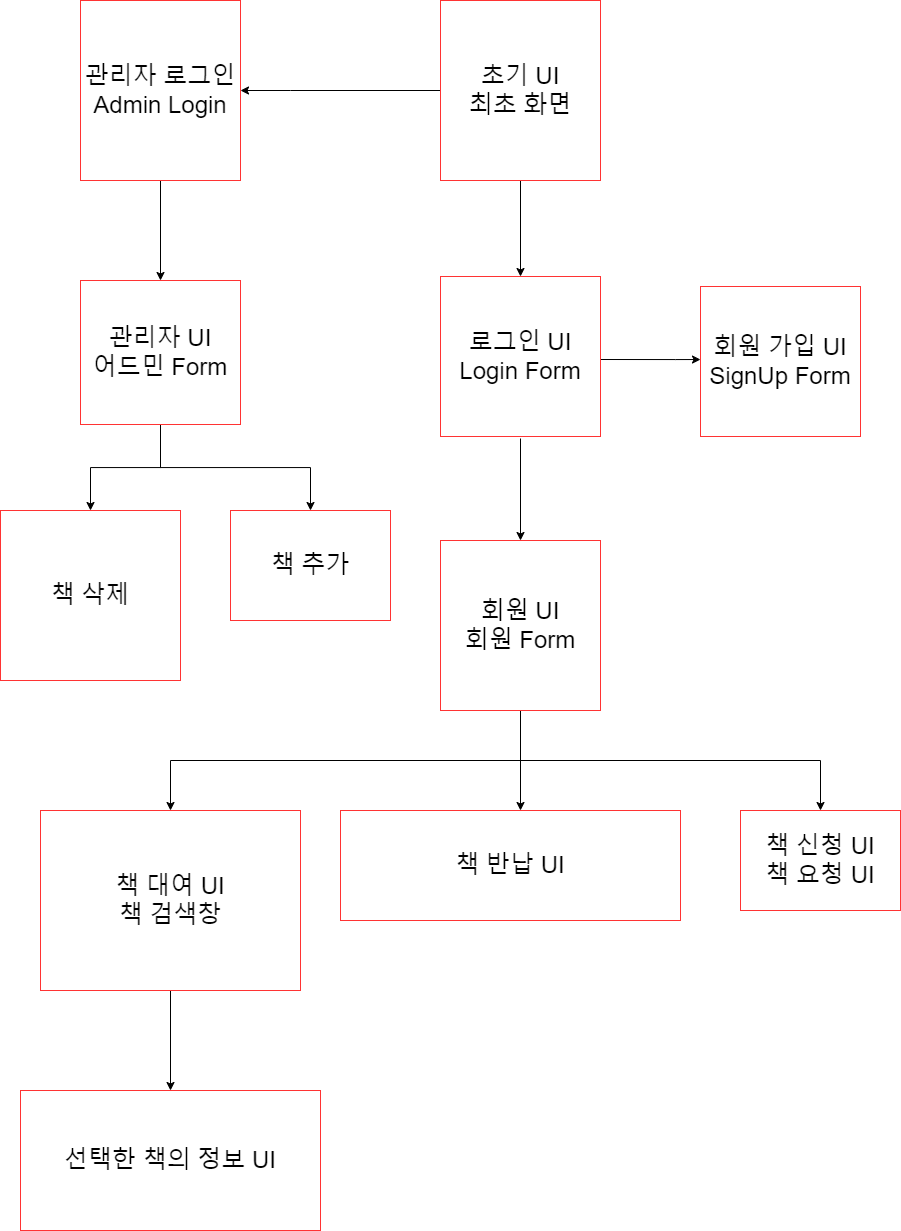 관리자 로그인
Admin Login
초기 UI
최초 화면
관리자 UI
어드민 Form
로그인 UI
Login Form
회원 가입 UI
SignUp Form
책 삭제
책 추가
회원 UI
회원 Form
책 대여 UI
책 검색창
책 반납 UI
책 신청 UI
책 요청 UI
선택한 책의 정보 UI